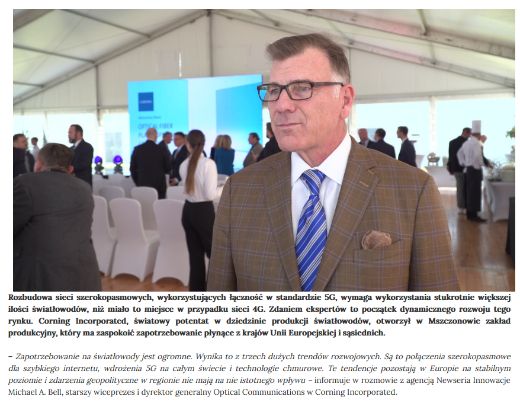 OPTICAL FIBER
Rozbudowa sieci szerokopasmowych, wykorzystujących łączność w standardzie 5G, wymaga wykorzystania stukrotnie większej
ilości światłowodów, niż miało to miejsce w przypadku sieci 4G. Zdaniem ekspertów to początek dynamicznego rozwoju tego
rynku. Corning Incorporated, światowy potentat w dziedzinie produkcji światłowodów, otworzył w Mszczonowie zakład
produkcyjny, który ma zaspokoić zapotrzebowanie płynące z krajów Unii Europejskiej i sąsiednich.
– Zapotrzebowanie na światłowody jest ogromne. Wynika to z trzech dużych trendów rozwojowych. Są to połączenia szerokopasmowe
dla szybkiego internetu, wdrożenia 5G na całym świecie i technologie chmurowe. Te tendencje pozostają w Europie na stabilnym
poziomie i zdarzenia geopolityczne w regionie nie mają na nie istotnego wpływu – informuje w rozmowie z agencją Newseria Innowacje
Michael A. Bell, starszy wiceprezes i dyrektor generalny Optical Communications w Corning Incorporated.